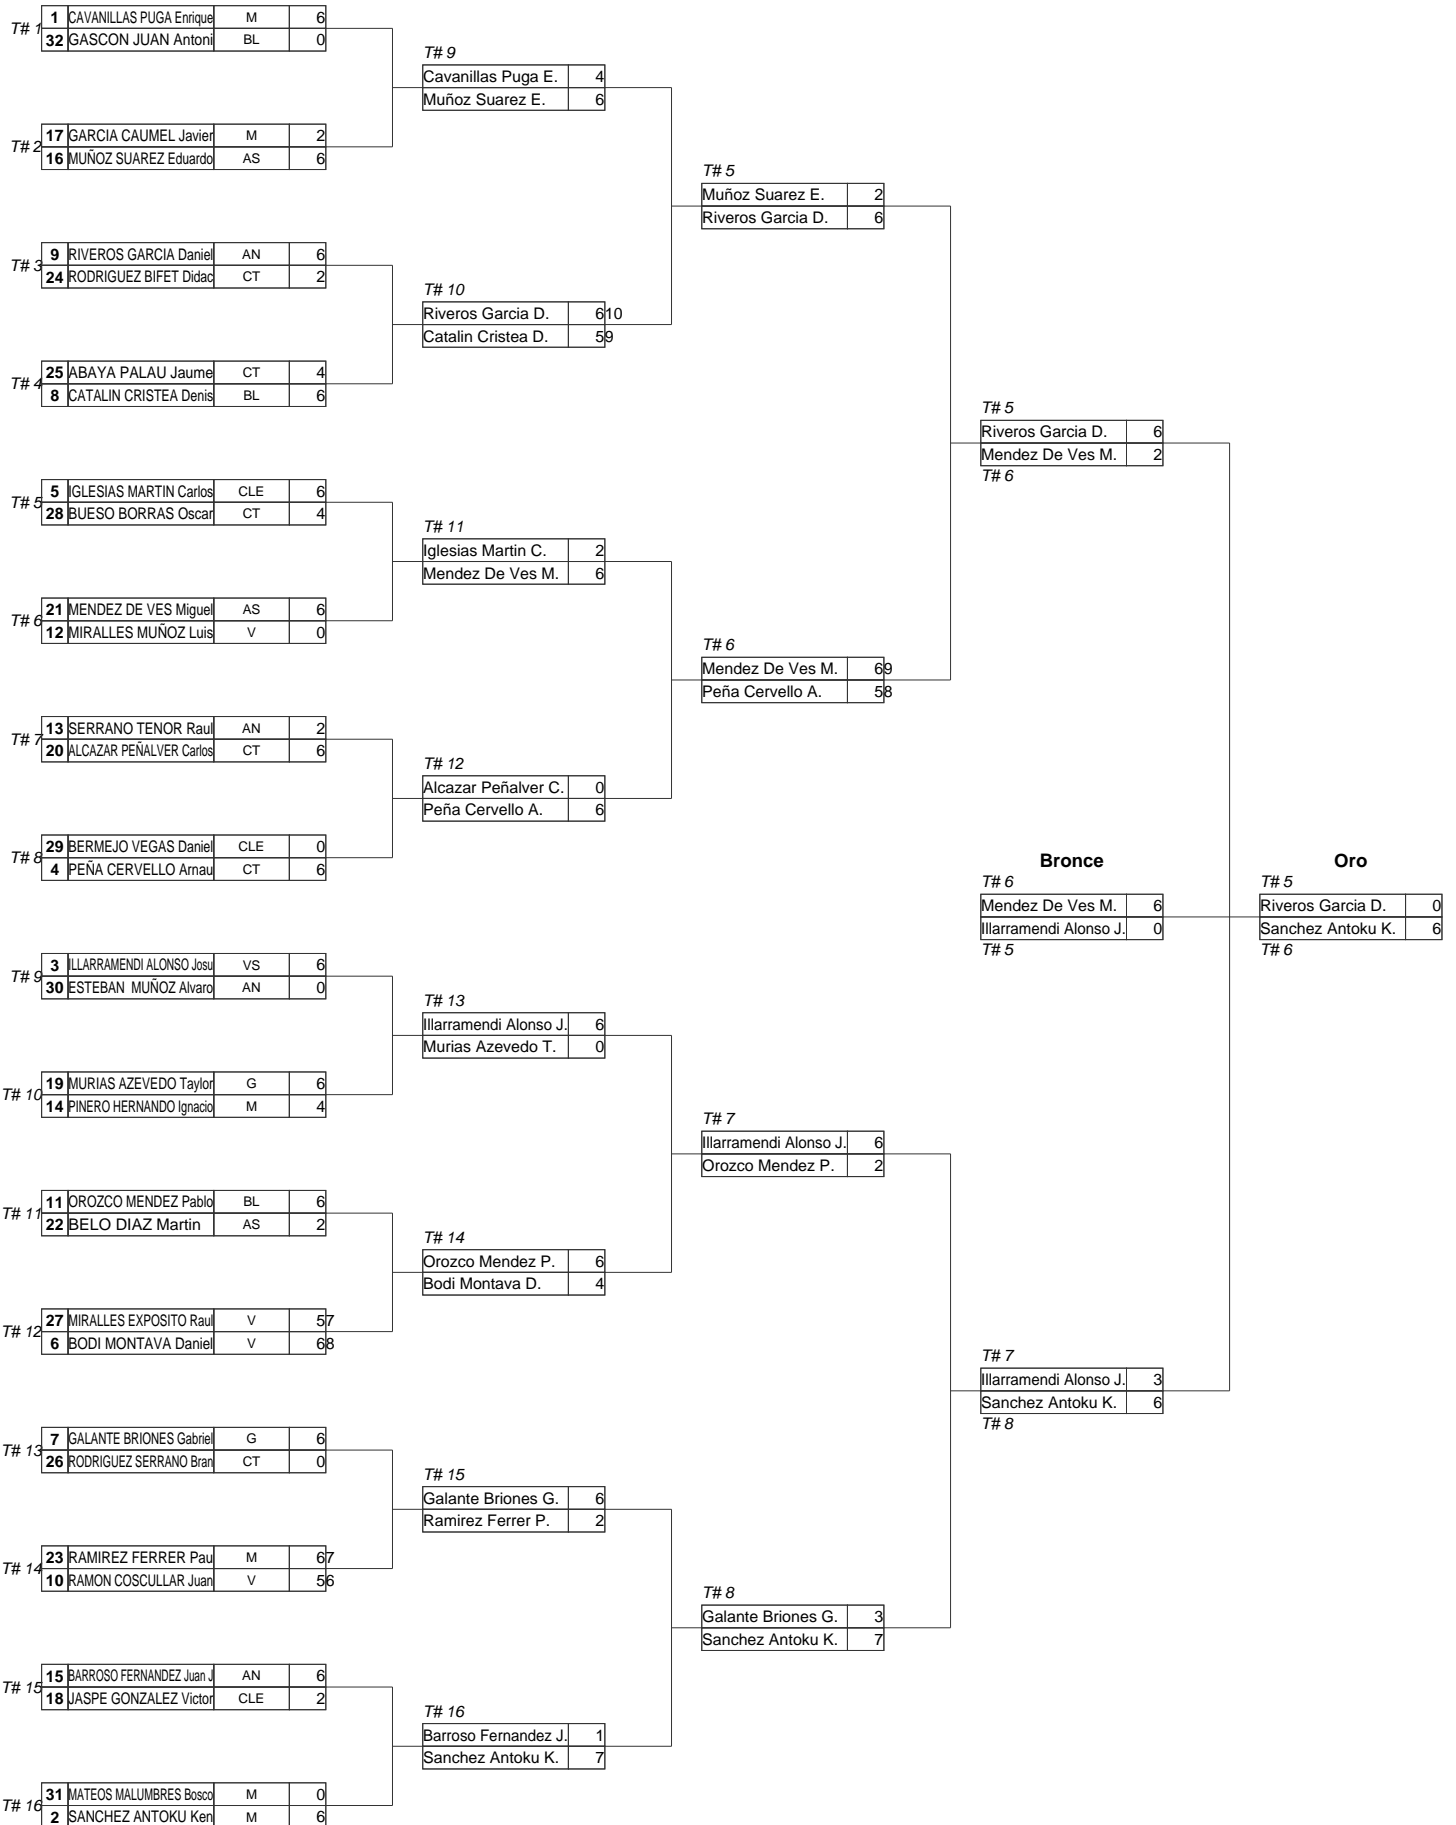 T# 1
1 CAVANILLAS PUGA Enrique M 6
32 GASCON JUAN Antoni BL 0
T# 2
17 GARCIA CAUMEL Javier M 2
16 MUÑOZ SUAREZ Eduardo AS 6
T# 3
9 RIVEROS GARCIA Daniel AN 6
24 RODRIGUEZ BIFET Didac CT 2
T# 4
25 ABAYA PALAU Jaume CT 4
8 CATALIN CRISTEA Denis BL 6
T# 5
5 IGLESIAS MARTIN Carlos CLE 6
28 BUESO BORRAS Oscar CT 4
T# 6
21 MENDEZ DE VES Miguel AS 6
12 MIRALLES MUÑOZ Luis V 0
T# 7
13 SERRANO TENOR Raul AN 2
20 ALCAZAR PEÑALVER Carlos CT 6
T# 8
29 BERMEJO VEGAS Daniel CLE 0
4 PEÑA CERVELLO Arnau CT 6
T# 9
3 ILLARRAMENDI ALONSO Josu VS 6
30 ESTEBAN MUÑOZ Alvaro AN 0
T# 10
19 MURIAS AZEVEDO Taylor G 6
14 PINERO HERNANDO Ignacio M 4
T# 11
11 OROZCO MENDEZ Pablo BL 6
22 BELO DIAZ Martin AS 2
T# 12
27 MIRALLES EXPOSITO Raul V 57
6 BODI MONTAVA Daniel V 68
T# 13
7 GALANTE BRIONES Gabriel G 6
26 RODRIGUEZ SERRANO Bran CT 0
T# 14
23 RAMIREZ FERRER Pau M 67
10 RAMON COSCULLAR Juan V 56
T# 15
15 BARROSO FERNANDEZ Juan J AN 6
18 JASPE GONZALEZ Victor CLE 2
T# 16
31 MATEOS MALUMBRES Bosco M 0
2 SANCHEZ ANTOKU Ken M 6
T# 9
Cavanillas Puga E. 4
Muñoz Suarez E. 6
T# 10
Riveros Garcia D. 610
Catalin Cristea D. 59
T# 11
Iglesias Martin C. 2
Mendez De Ves M. 6
T# 12
Alcazar Peñalver C. 0
Peña Cervello A. 6
T# 13
Illarramendi Alonso J. 6
Murias Azevedo T. 0
T# 14
Orozco Mendez P. 6
Bodi Montava D. 4
T# 15
Galante Briones G. 6
Ramirez Ferrer P. 2
T# 16
Barroso Fernandez J. 1
Sanchez Antoku K. 7
T# 5
Muñoz Suarez E. 2
Riveros Garcia D. 6
T# 6
Mendez De Ves M. 69
Peña Cervello A. 58
T# 7
Illarramendi Alonso J. 6
Orozco Mendez P. 2
T# 8
Galante Briones G. 3
Sanchez Antoku K. 7
T# 5
Riveros Garcia D. 6
Mendez De Ves M. 2
T# 6
T# 7
Illarramendi Alonso J. 3
Sanchez Antoku K. 6
T# 8
Bronce
T# 6
Mendez De Ves M. 6
Illarramendi Alonso J. 0
T# 5
Oro
T# 5
Riveros Garcia D. 0
Sanchez Antoku K. 6
T# 6